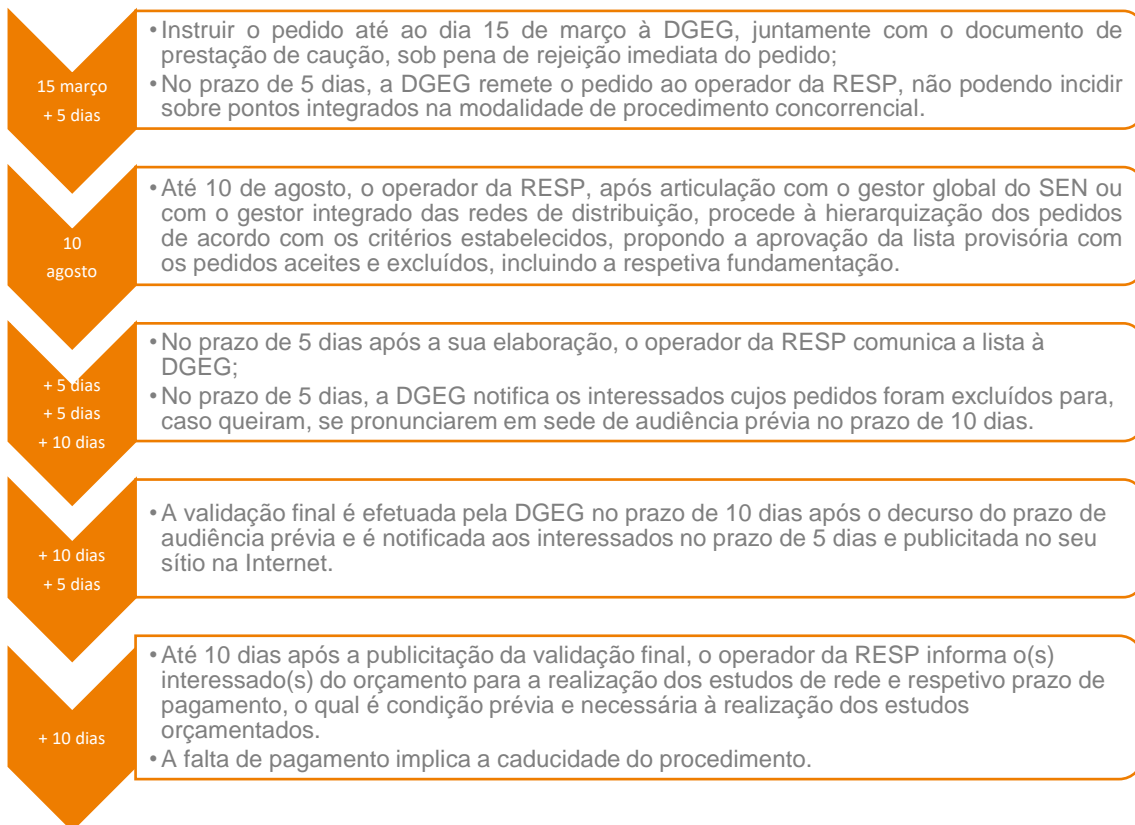 15 março
+ 5 dias
•Instruir o pedido até ao dia 15 de março à DGEG, juntamente com o documento de
prestação de caução, sob pena de rejeição imediata do pedido;
•No prazo de 5 dias, a DGEG remete o pedido ao operador da RESP, não podendo incidir
sobre pontos integrados na modalidade de procedimento concorrencial.
10
agosto
•Até 10 de agosto, o operador da RESP, após articulação com o gestor global do SEN ou
com o gestor integrado das redes de distribuição, procede à hierarquização dos pedidos
de acordo com os critérios estabelecidos, propondo a aprovação da lista provisória com
os pedidos aceites e excluídos, incluindo a respetiva fundamentação.
+ 5 dias
+ 5 dias
+ 10 dias
•No prazo de 5 dias após a sua elaboração, o operador da RESP comunica a lista à
DGEG;
•No prazo de 5 dias, a DGEG notifica os interessados cujos pedidos foram excluídos para,
caso queiram, se pronunciarem em sede de audiência prévia no prazo de 10 dias.
+ 10 dias
+ 5 dias
•A validação final é efetuada pela DGEG no prazo de 10 dias após o decurso do prazo de
audiência prévia e é notificada aos interessados no prazo de 5 dias e publicitada no seu
sítio na Internet.
+ 10 dias
•Até 10 dias após a publicitação da validação final, o operador da RESP informa o(s)
interessado(s) do orçamento para a realização dos estudos de rede e respetivo prazo de
pagamento, o qual é condição prévia e necessária à realização dos estudos
orçamentados.
•A falta de pagamento implica a caducidade do procedimento.